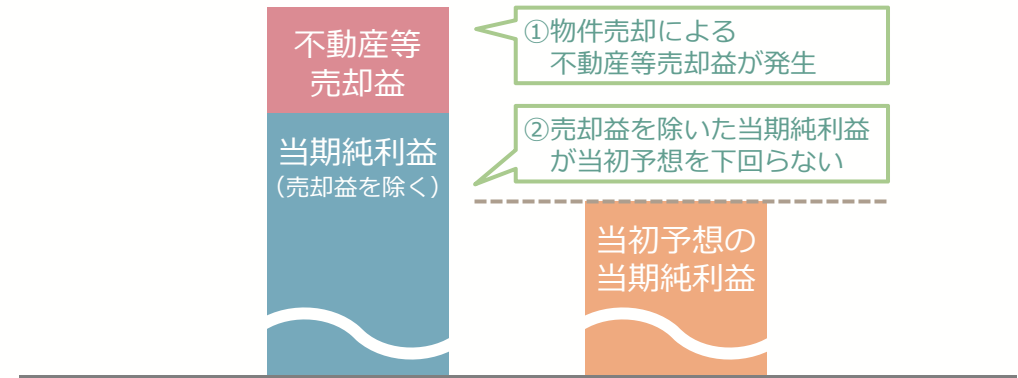 不動産等
売却益
①物件売却による
不動産等売却益が発生
当期純利益
（売却益を除く）
②売却益を除いた当期純利益
が当初予想を下回らない
当初予想の
当期純利益